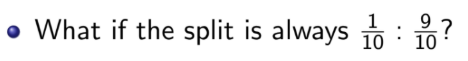 • What if the split is always 1/10 : 9/10?